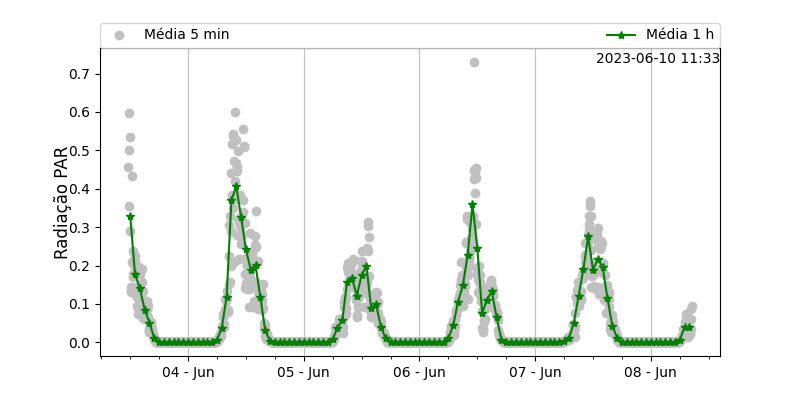 Média 5 min
Média 1 h
2023-06-10 11:33
Radiação PAR
0.7
0.6
0.5
0.4
0.3
0.2
0.1
0.0
04 - Jun
05 - Jun
06 - Jun
07 - Jun
08 - Jun